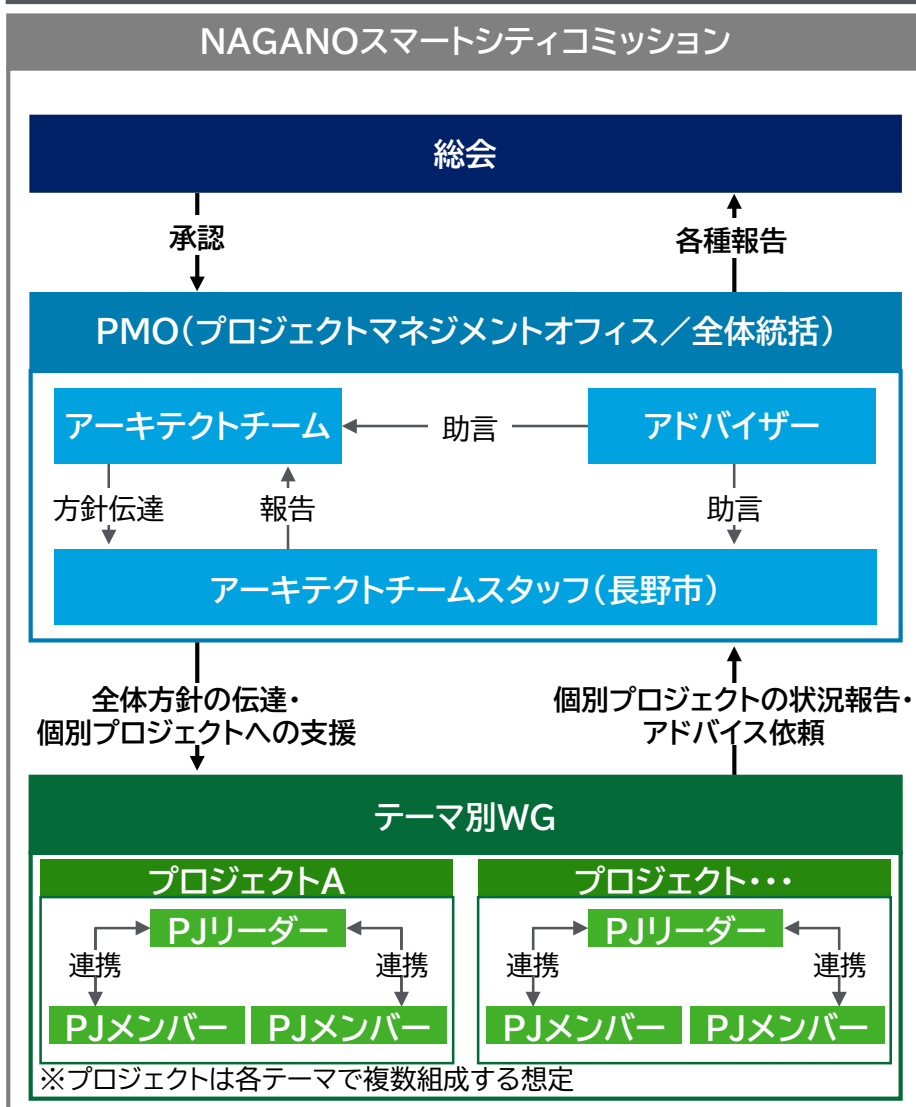 NAGANOスマートシティコミッション
総会
承認
各種報告
PMO(プロジェクトマネジメントオフィス／全体統括)
アーキテクトチーム
助言
アドバイザー
方針伝達
報告
助言
アーキテクトチームスタッフ(長野市)
全体方針の伝達・
個別プロジェクトへの支援
個別プロジェクトの状況報告・
アドバイス依頼
テーマ別WG
プロジェクトA
PJリーダー
連携
連携
PJメンバー
PJメンバー
プロジェクト・・・
PJリーダー
連携
連携
PJメンバー
PJメンバー
※プロジェクトは各テーマで複数組成する想定